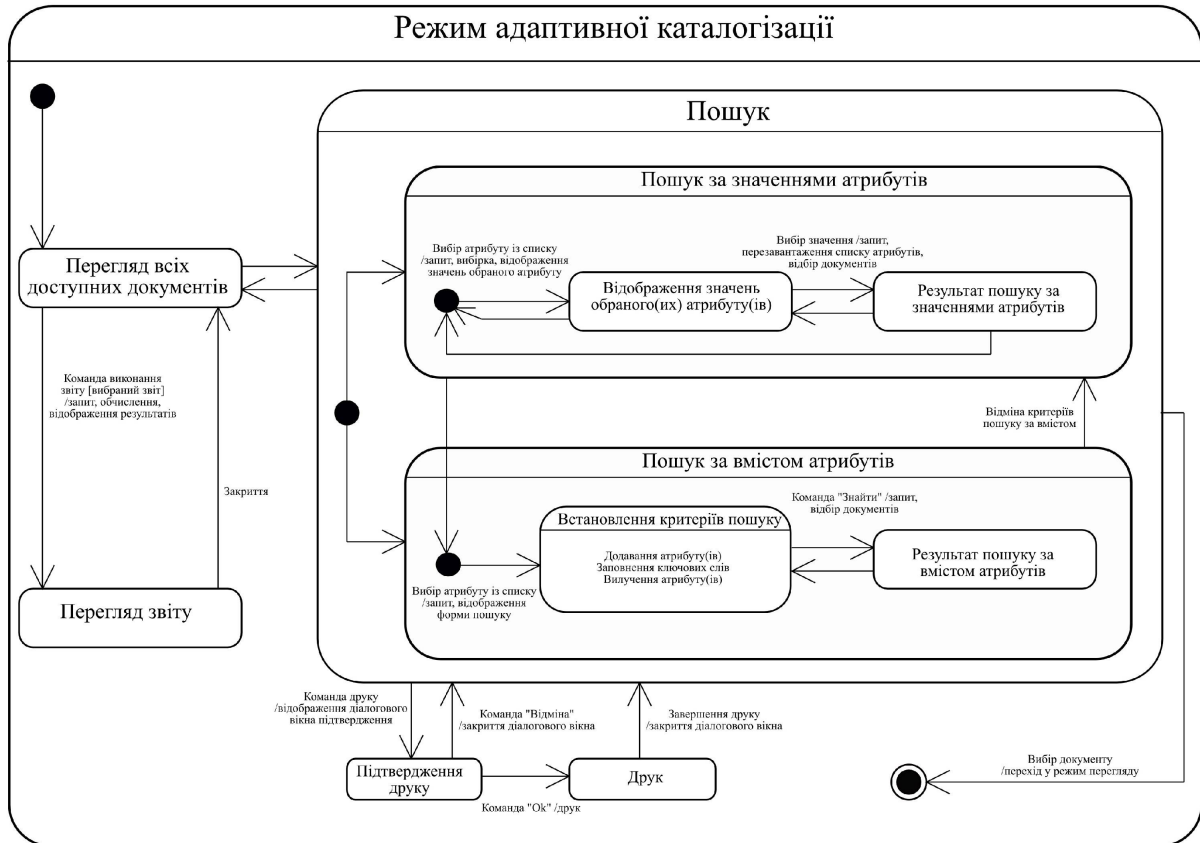 Режим адаптивної каталогізації
Пошук
Пошук за значеннями атрибутів
Вибір атрибуту із списку
/запит, вибірка, відображення
значень обраного атрибуту
Вибір значення /запит,
перезавантаження списку атрибутів,
відбір документів
Перегляд всіх
доступних документів
Відображення значень
обраного(их) атрибуту(ів)
Результат пошуку за
значеннями атрибутів
Команда виконання
звіту [вибраний звіт]
/запит, обчислення,
відображення результатів
Відміна критеріїв
пошуку за вмістом
Закриття
Пошук за вмістом атрибутів
Команда "Знайти" /запит,
відбір документів
Встановлення критеріїв пошуку
Додавання атрибуту(ів)
Заповнення ключових слів
Вилучення атрибуту(ів)
Результат пошуку за
вмістом атрибутів
Вибір атрибуту із списку
/запит, відображення
форми пошуку
Перегляд звіту
Команда друку
/відображення діалогового
вікна підтвердження
Команда "Відміна"
/закриття діалогового вікна
Завершення друку
/закриття діалогового вікна
Підтвердження
друку
Друк
Команда "Ok" /друк
Вибір документу
/перехід у режим перегляду